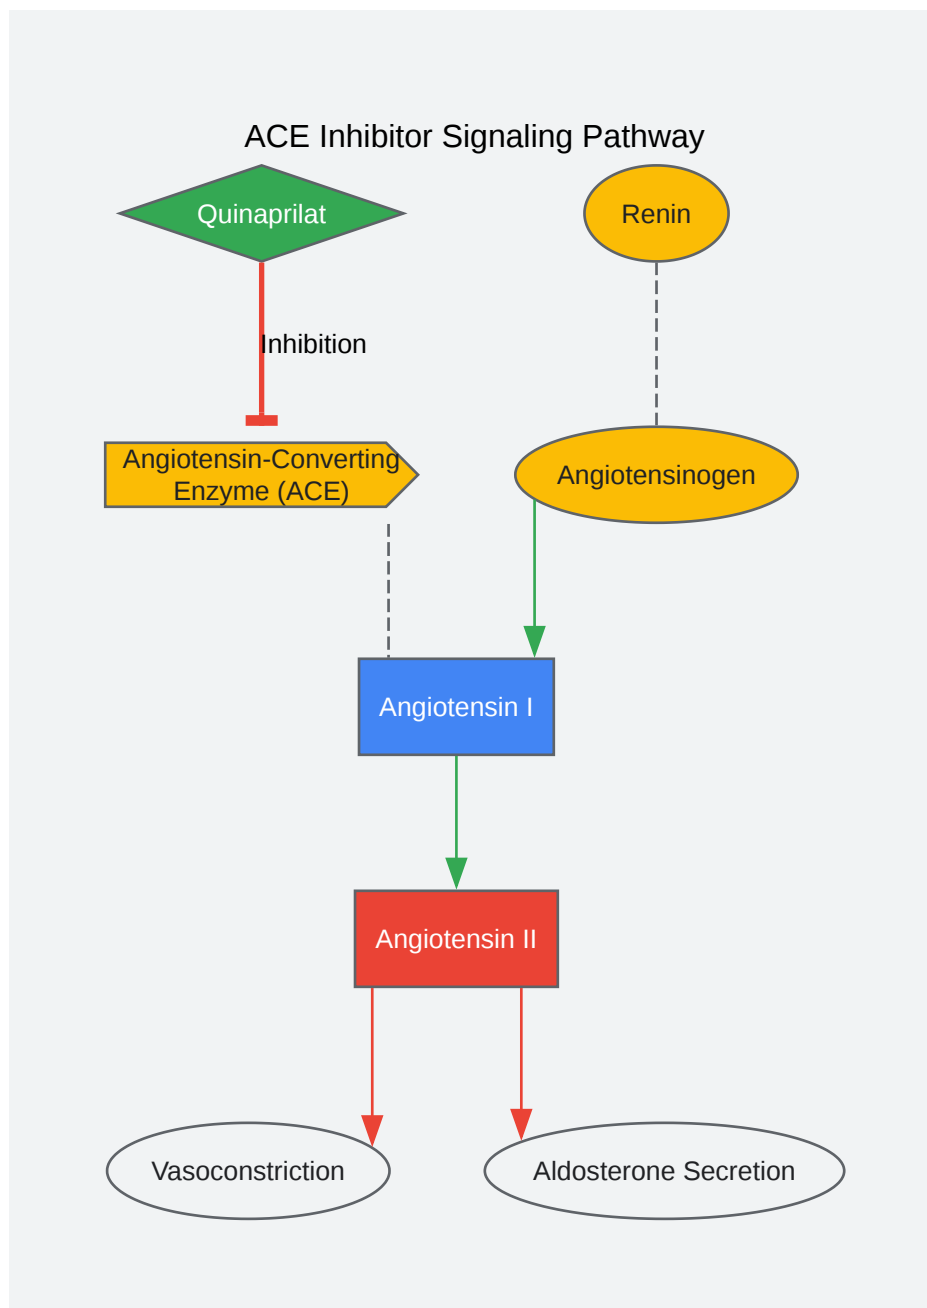 ACE Inhibitor Signaling Pathway
Quinaprilat
Renin
Inhibition
Angiotensin-Converting
Enzyme (ACE)
Angiotensinogen
Angiotensin I
Angiotensin II
Vasoconstriction
Aldosterone Secretion